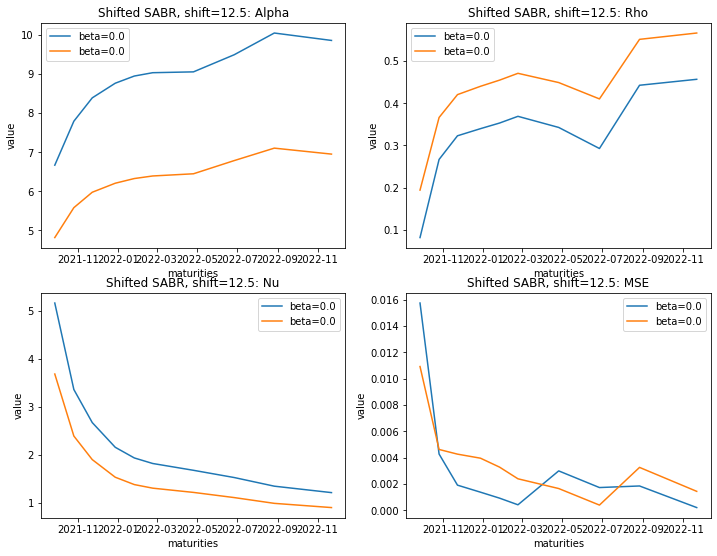 Shifted SABR, shift=12.5: Alpha
beta=0.0
beta=0.0
10
9
8
7
6
5
value
2021-11 2022-01 2022-03 2022-05 2022-07 2022-09 2022-11
maturities
Shifted SABR, shift=12.5: Rho
beta=0.0
beta=0.0
0.5
0.4
0.3
0.2
0.1
value
2021-11 2022-01 2022-03 2022-05 2022-07 2022-09 2022-11
maturities
Shifted SABR, shift=12.5: Nu
beta=0.0
beta=0.0
5
4
3
2
1
value
2021-11 2022-01 2022-03 2022-05 2022-07 2022-09 2022-11
maturities
Shifted SABR, shift=12.5: MSE
beta=0.0
beta=0.0
0.016
0.014
0.012
0.010
0.008
0.006
0.004
0.002
0.000
value
2021-11 2022-01 2022-03 2022-05 2022-07 2022-09 2022-11
maturities